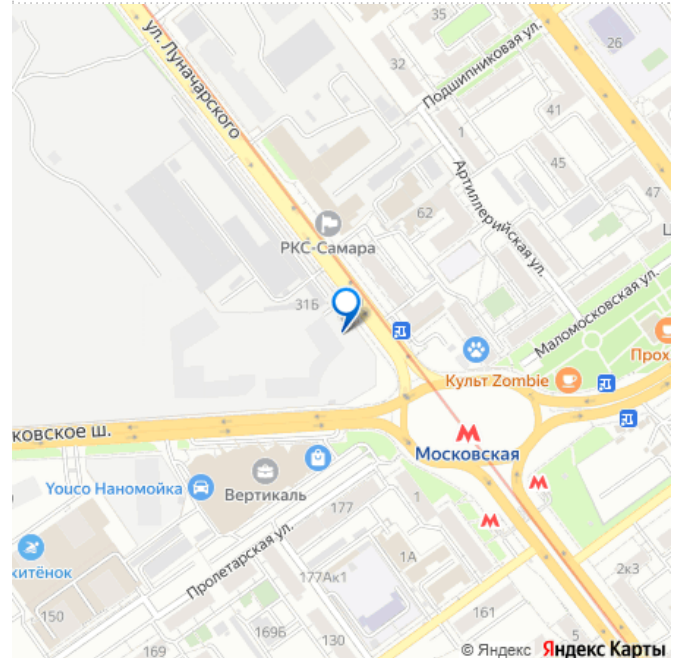 35
26
32
Подшипниковая ул.
ул. Луначарского
41
1
45
Артиллерийская ул.
47
62
Ц
РКС-Самара
Маломосковская ул.
31Б
Прох
Культ Zombie
ковское ш.
Московская
Youco Наномойка
Вертикаль
177
1
хитёнок
Пролетарская ул.
1А
177Ак1
2к3
150
161
169Б
130
5
169
© Яндекс Яндекс Карты